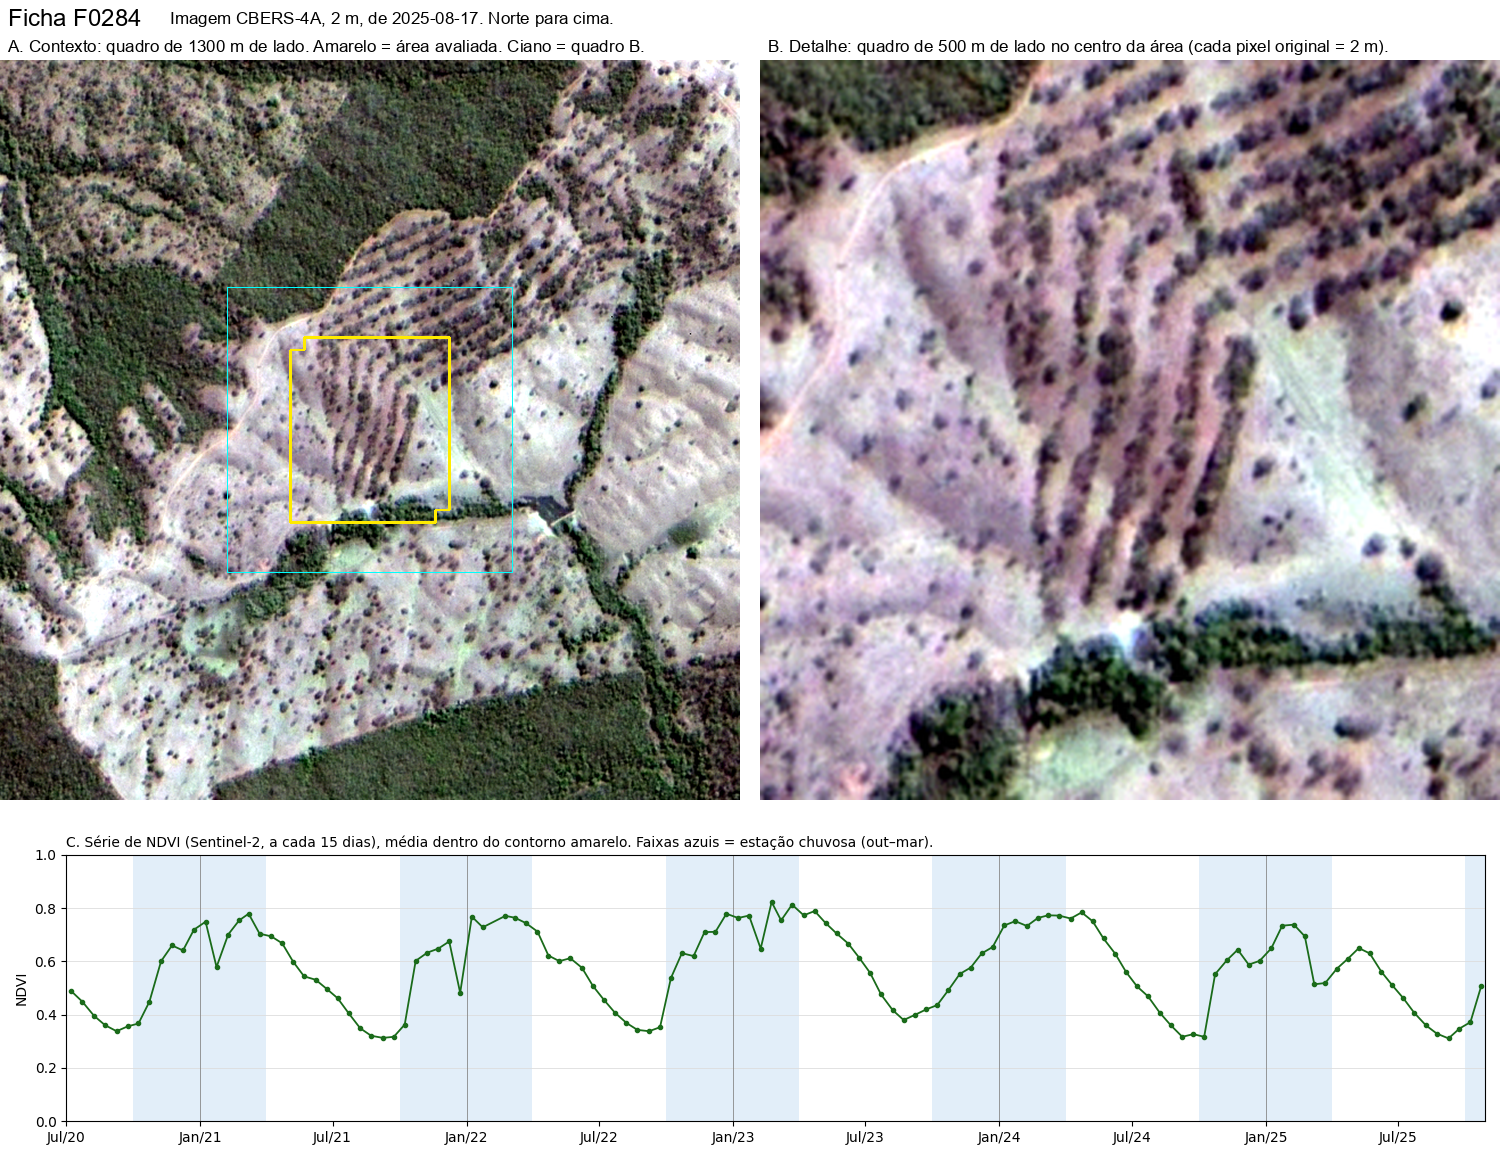 Ficha F0284 Imagem CBERS-4A, 2 m, de 2025-08-17. Norte para cima.
A. Contexto: quadro de 1300 m de lado. Amarelo = área avaliada. Ciano = quadro B.
B. Detalhe: quadro de 500 m de lado no centro da área (cada pixel original = 2 m).
C. Série de NDVI (Sentinel-2, a cada 15 dias), média dentro do contorno amarelo. Faixas azuis = estação chuvosa (out–mar).
1.0
0.8
0.6
0.4
0.2
0.0
NDVI
Jul/20 Jan/21 Jul/21 Jan/22 Jul/22 Jan/23 Jul/23 Jan/24 Jul/24 Jan/25 Jul/25